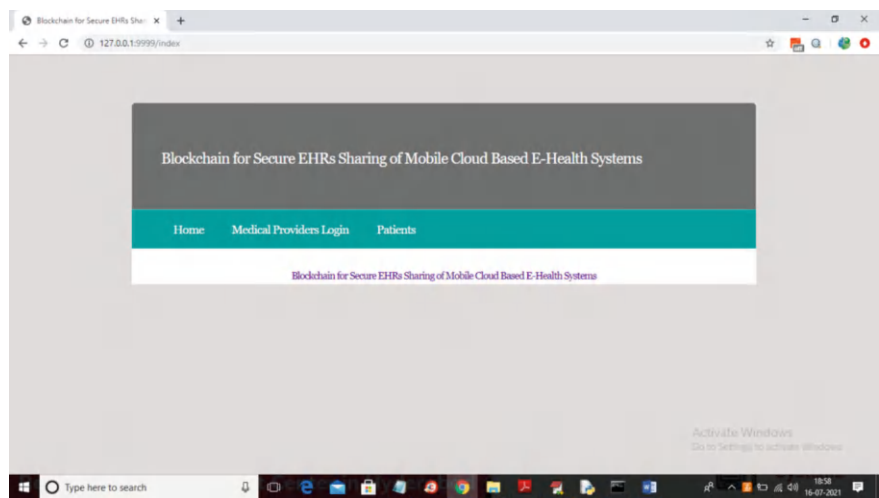 Blockchain for Secure EHRs Shar
127.0.0.1:9999/index
Blockchain for Secure EHRs Sharing of Mobile Cloud Based E-Health Systems
Home Medical Providers Login Patients
Blockchain for Secure EHRs Sharing of Mobile Cloud Based E-Health Systems
Activate Windows
Go to Settings to activate Windows.
Type here to search
18:58
16-07-2021